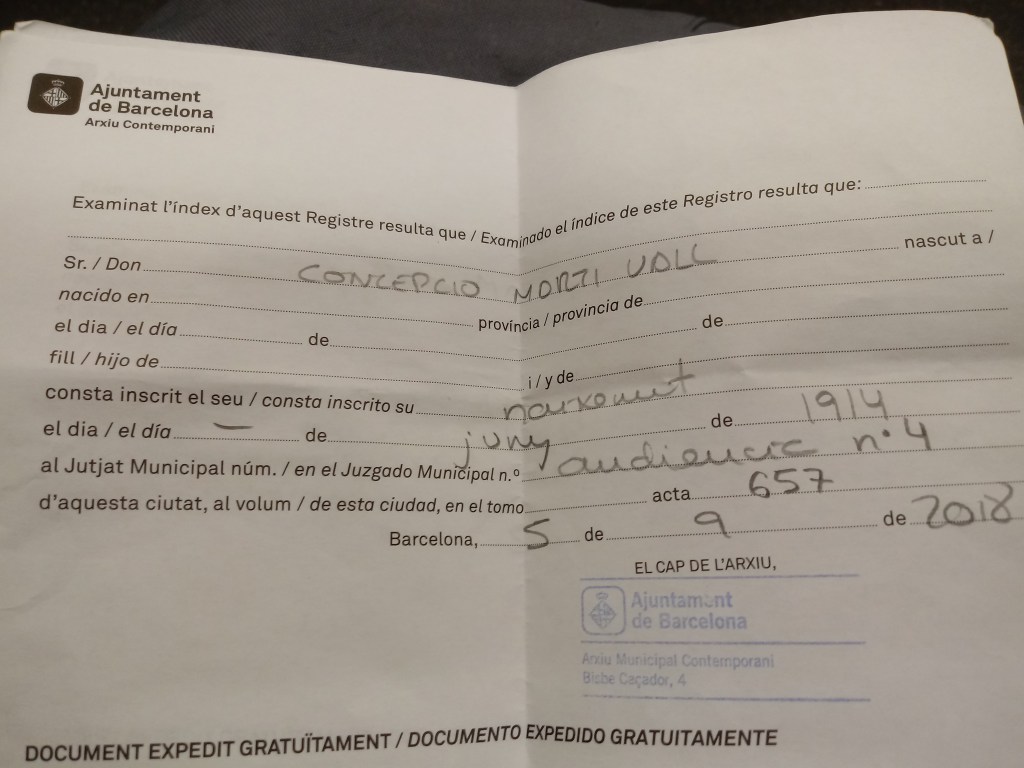 Ajuntament
de Barcelona
Arxiu Contemporani
Examinat l'índex d'aquest Registre resulta que / Examinado el índice de este Registro resulta que:
Sr. / Don CONCEPCIO MORTI VALL nascut a /
nacido en província / provincia de
el dia / el día de de
fill / hijo de i / y de
consta inscrit el seu / consta inscrito su naixement
el dia / el día — de juny de 1914
al Jutjat Municipal núm. / en el Juzgado Municipal n.º audiencia nº 4
d'aquesta ciutat, al volum / de esta ciudad, en el tomo acta 657
Barcelona, 5 de 9 de 2018
EL CAP DE L'ARXIU,
Ajuntament
de Barcelona
Arxiu Municipal Contemporani
Bisbe Caçador, 4
DOCUMENT EXPEDIT GRATUÏTAMENT / DOCUMENTO EXPEDIDO GRATUITAMENTE